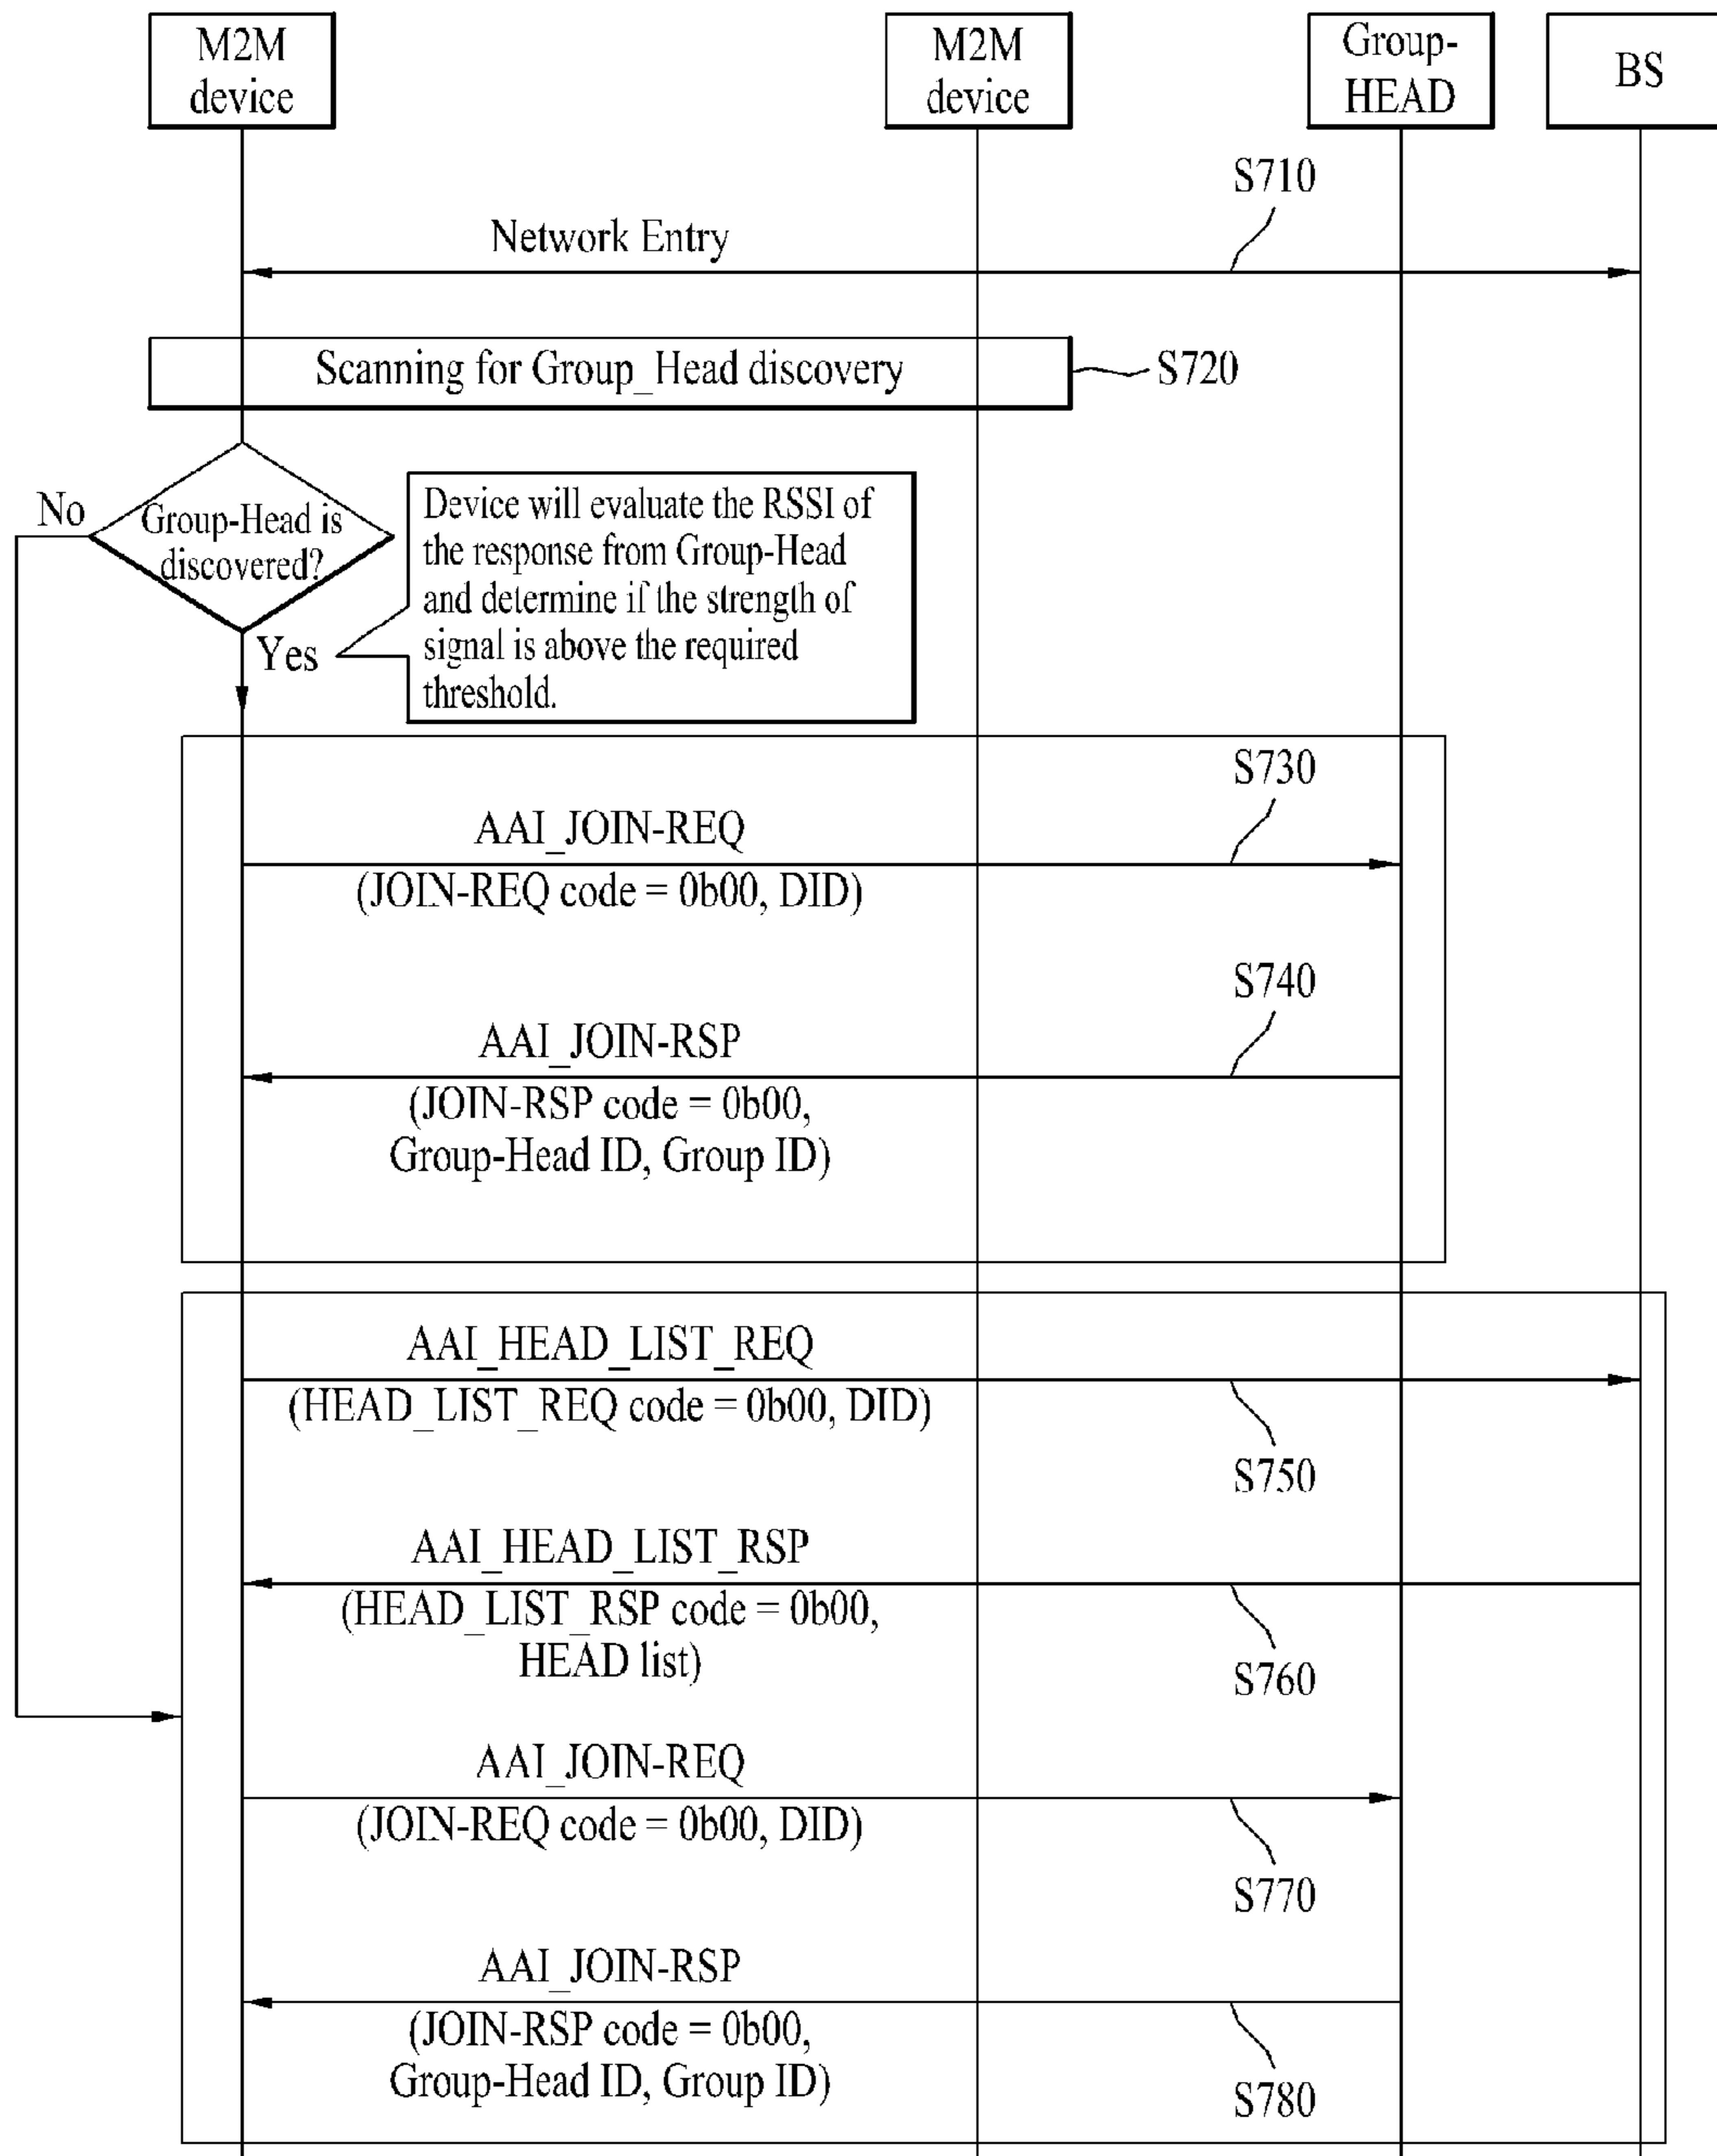 M2M
device
M2M
device
Group-
HEAD
BS
S710
Network Entry
Scanning for Group_Head discovery
S720
No
Group-Head is
discovered?
Yes
Device will evaluate the RSSI of
the response from Group-Head
and determine if the strength of
signal is above the required
threshold.
S730
AAI_JOIN-REQ
(JOIN-REQ code = 0b00, DID)
S740
AAI_JOIN-RSP
(JOIN-RSP code = 0b00,
Group-Head ID, Group ID)
AAI_HEAD_LIST_REQ
(HEAD_LIST_REQ code = 0b00, DID)
S750
AAI_HEAD_LIST_RSP
(HEAD_LIST_RSP code = 0b00,
HEAD list)
S760
AAI_JOIN-REQ
(JOIN-REQ code = 0b00, DID)
S770
AAI_JOIN-RSP
(JOIN-RSP code = 0b00,
Group-Head ID, Group ID)
S780